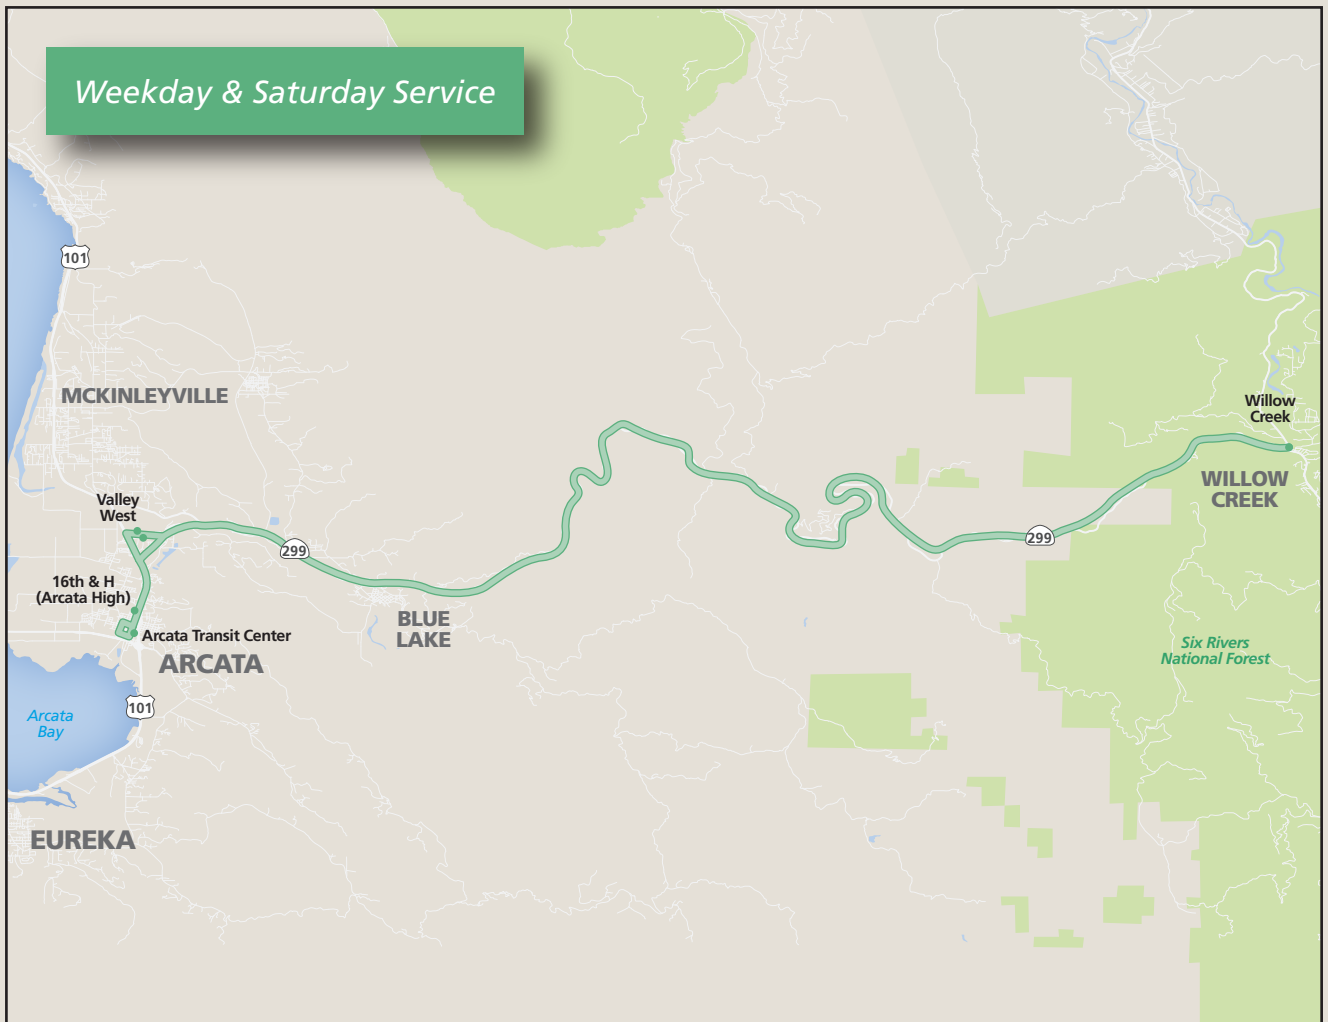 Weekday & Saturday Service
101
MCKINLEYVILLE
Willow
Creek
WILLOW
CREEK
Valley
West
299
299
16th & H
(Arcata High)
BLUE
LAKE
Arcata Transit Center
ARCATA
Six Rivers
National Forest
101
Arcata
Bay
EUREKA